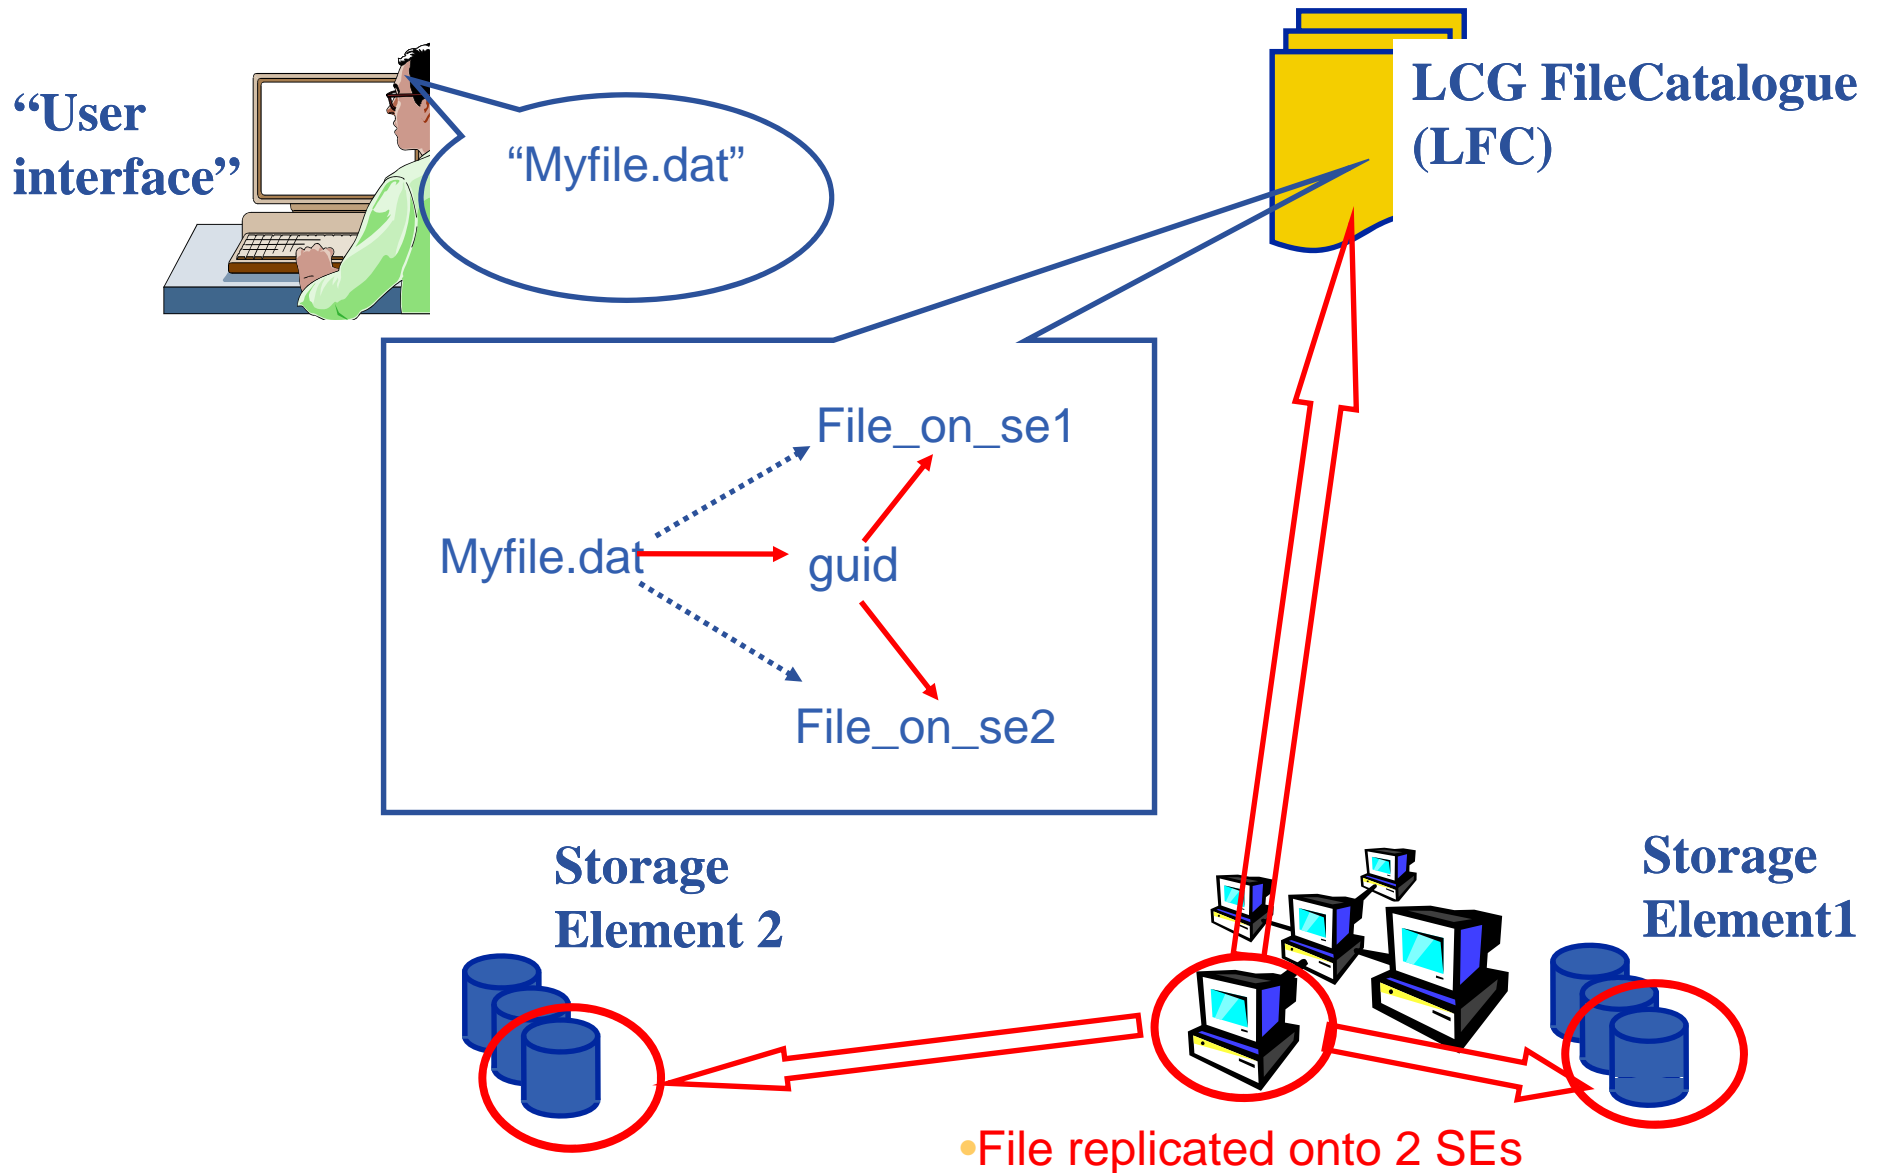 “User
interface”
“Myfile.dat”
LCG FileCatalogue
(LFC)
File_on_se1
Myfile.dat
guid
File_on_se2
Storage
Element 2
Storage
Element1
•File replicated onto 2 SEs